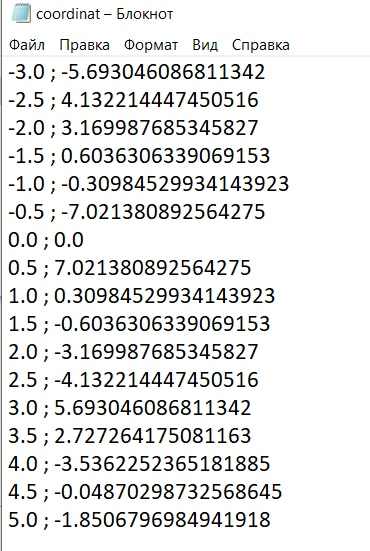 coordinat – Блокнот
Файл Правка Формат Вид Справка
-3.0 ; -5.693046086811342
-2.5 ; 4.132214447450516
-2.0 ; 3.169987685345827
-1.5 ; 0.6036306339069153
-1.0 ; -0.30984529934143923
-0.5 ; -7.021380892564275
0.0 ; 0.0
0.5 ; 7.021380892564275
1.0 ; 0.30984529934143923
1.5 ; -0.6036306339069153
2.0 ; -3.169987685345827
2.5 ; -4.132214447450516
3.0 ; 5.693046086811342
3.5 ; 2.727264175081163
4.0 ; -3.5362252365181885
4.5 ; -0.04870298732568645
5.0 ; -1.8506796984941918